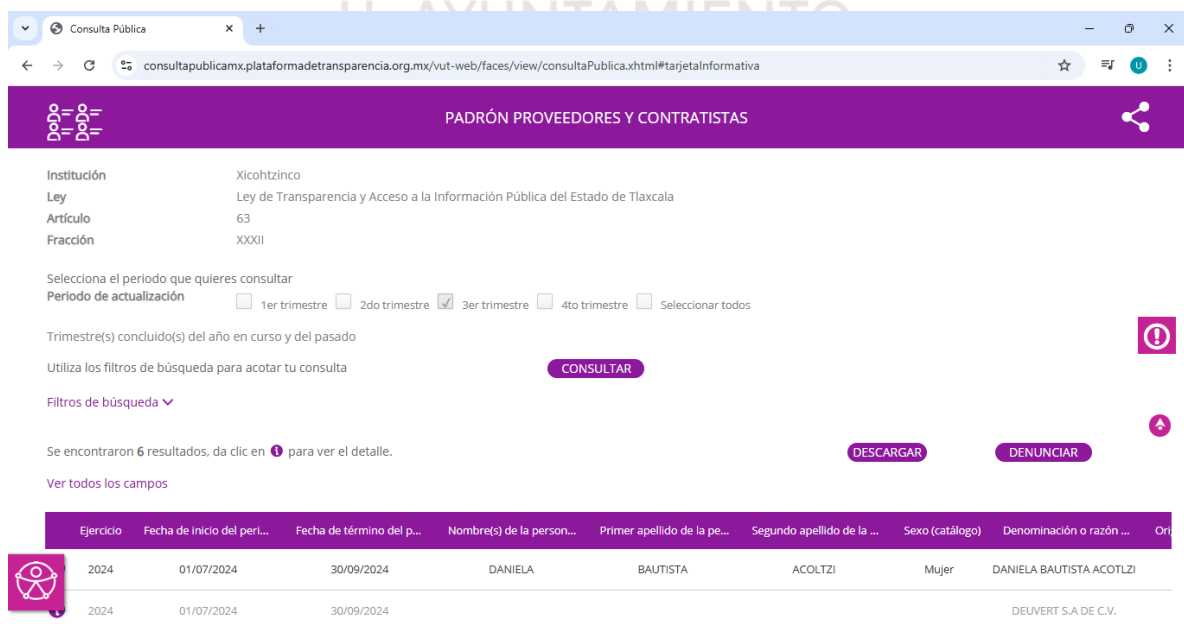 H. AYUNTAMIENTO
Consulta Pública
consultapublicamx.plataformadetransparencia.org.mx/vut-web/faces/view/consultaPublica.xhtml#tarjetaInformativa
U
PADRÓN PROVEEDORES Y CONTRATISTAS
Institución Xicohtzinco
Ley Ley de Transparencia y Acceso a la Información Pública del Estado de Tlaxcala
Artículo 63
Fracción XXXII
Selecciona el periodo que quieres consultar
Periodo de actualización 1er trimestre 2do trimestre 3er trimestre 4to trimestre Seleccionar todos
Trimestre(s) concluido(s) del año en curso y del pasado
Utiliza los filtros de búsqueda para acotar tu consulta CONSULTAR
Filtros de búsqueda
Se encontraron 6 resultados, da clic en i para ver el detalle. DESCARGAR DENUNCIAR
Ver todos los campos
Ejercicio Fecha de inicio del peri... Fecha de término del p... Nombre(s) de la person... Primer apellido de la pe... Segundo apellido de la ... Sexo (catálogo) Denominación o razón ... Ori
2024 01/07/2024 30/09/2024 DANIELA BAUTISTA ACOLTZI Mujer DANIELA BAUTISTA ACOTLZI
2024 01/07/2024 30/09/2024 DEUVERT S.A DE C.V.